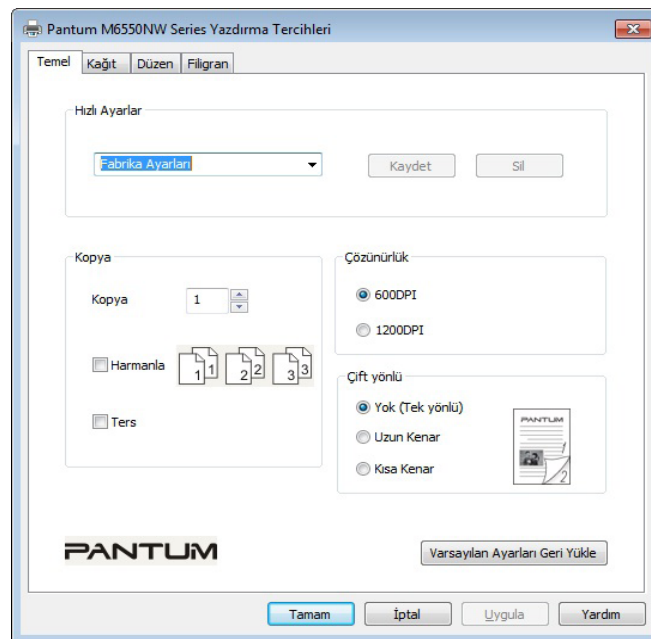 Pantum M6550NW Series Yazdırma Tercihleri
Temel Kağıt Düzen Filigran
Hızlı Ayarlar
Fabrika Ayarları Kaydet Sil
Kopya
Kopya 1
Harmanla 1 1 2 2 3 3
Ters
Çözünürlük
600DPI
1200DPI
Çift yönlü
Yok (Tek yönlü)
Uzun Kenar
Kısa Kenar
PANTUM
2
PANTUM Varsayılan Ayarları Geri Yükle
Tamam İptal Uygula Yardım